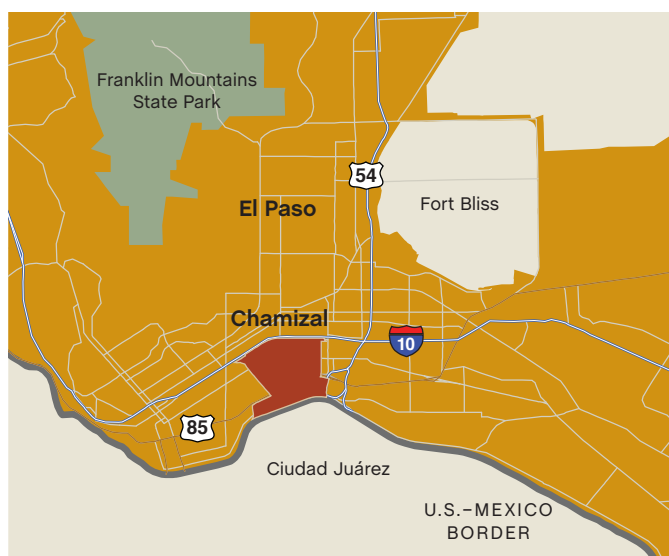 Franklin Mountains
State Park
54
El Paso
Fort Bliss
Chamizal
10
85
Ciudad Juárez
U.S.–MEXICO
BORDER